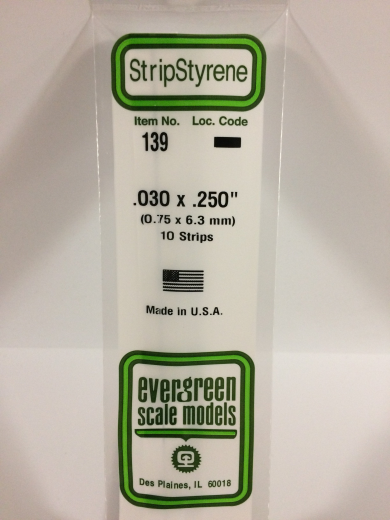 StripStyrene
Item No. Loc. Code
139
.030 x .250"
(0.75 x 6.3 mm)
10 Strips
Made in U.S.A.
evergreen
scale models
Des Plaines, IL 60018